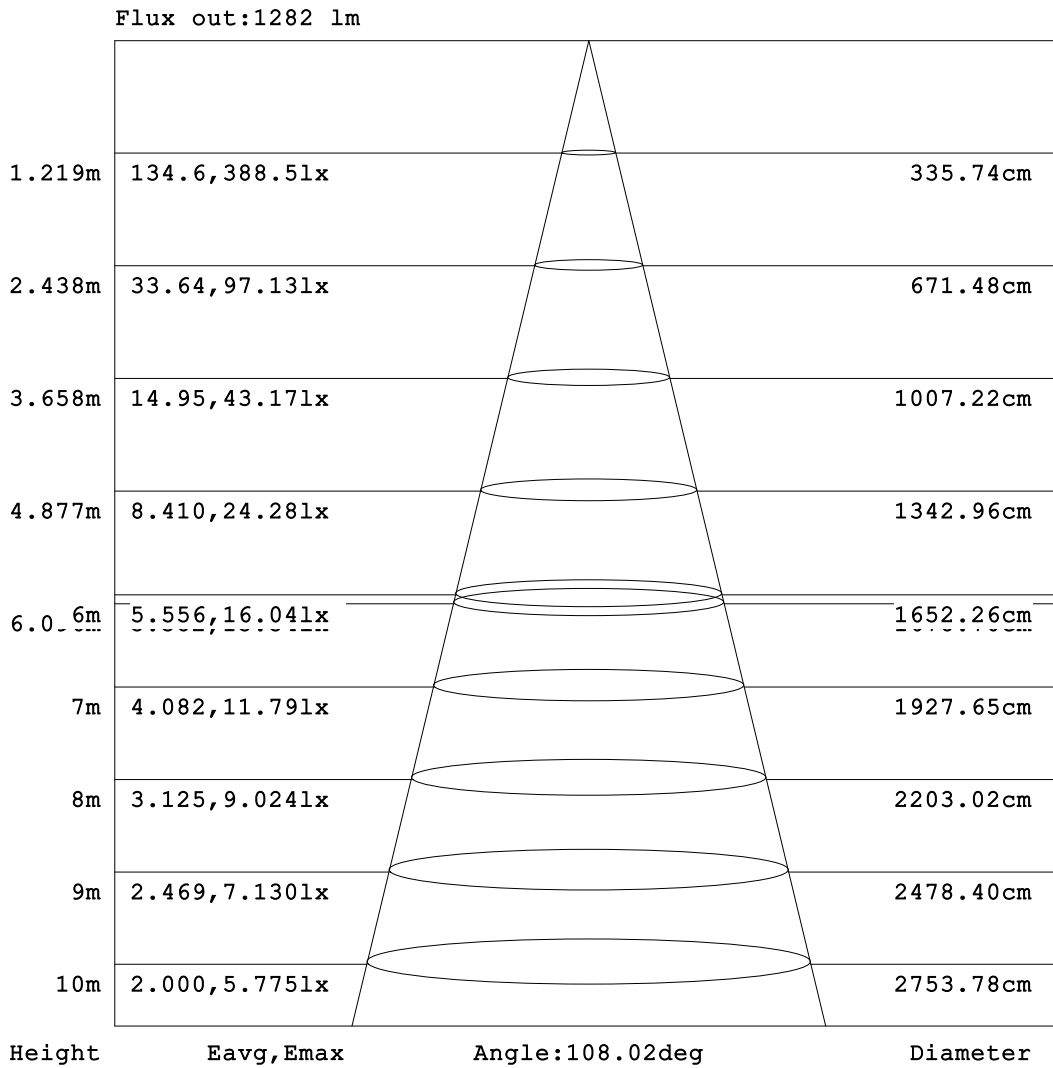 Flux out:1282 lm
1.219m 134.6,388.5lx 335.74cm
2.438m 33.64,97.13lx 671.48cm
3.658m 14.95,43.17lx 1007.22cm
4.877m 8.410,24.28lx 1342.96cm
6m 5.556,16.04lx 1652.26cm
7m 4.082,11.79lx 1927.65cm
8m 3.125,9.024lx 2203.02cm
9m 2.469,7.130lx 2478.40cm
10m 2.000,5.775lx 2753.78cm
Height Eavg,Emax Angle:108.02deg Diameter